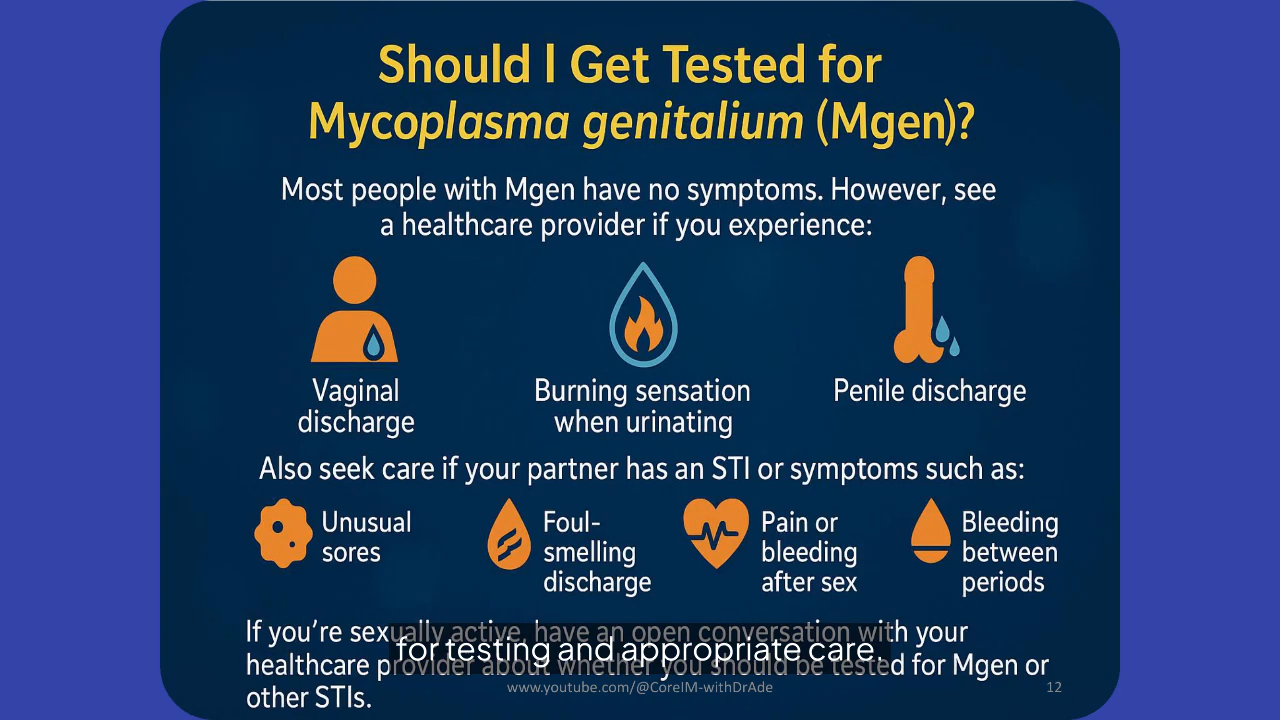 Should I Get Tested for
Mycoplasma genitalium (Mgen)?
Most people with Mgen have no symptoms. However, see
a healthcare provider if you experience:
Vaginal
discharge
Burning sensation
when urinating
Penile discharge
Also seek care if your partner has an STI or symptoms such as:
Unusual
sores
Foul-
smelling
discharge
Pain or
bleeding
after sex
Bleeding
between
periods
If you're sexually active, have an open conversation with your
healthcare provider about whether you should be tested for Mgen or
other STIs.
for testing and appropriate care.
www.youtube.com/@CoreIM-withDrAde
12